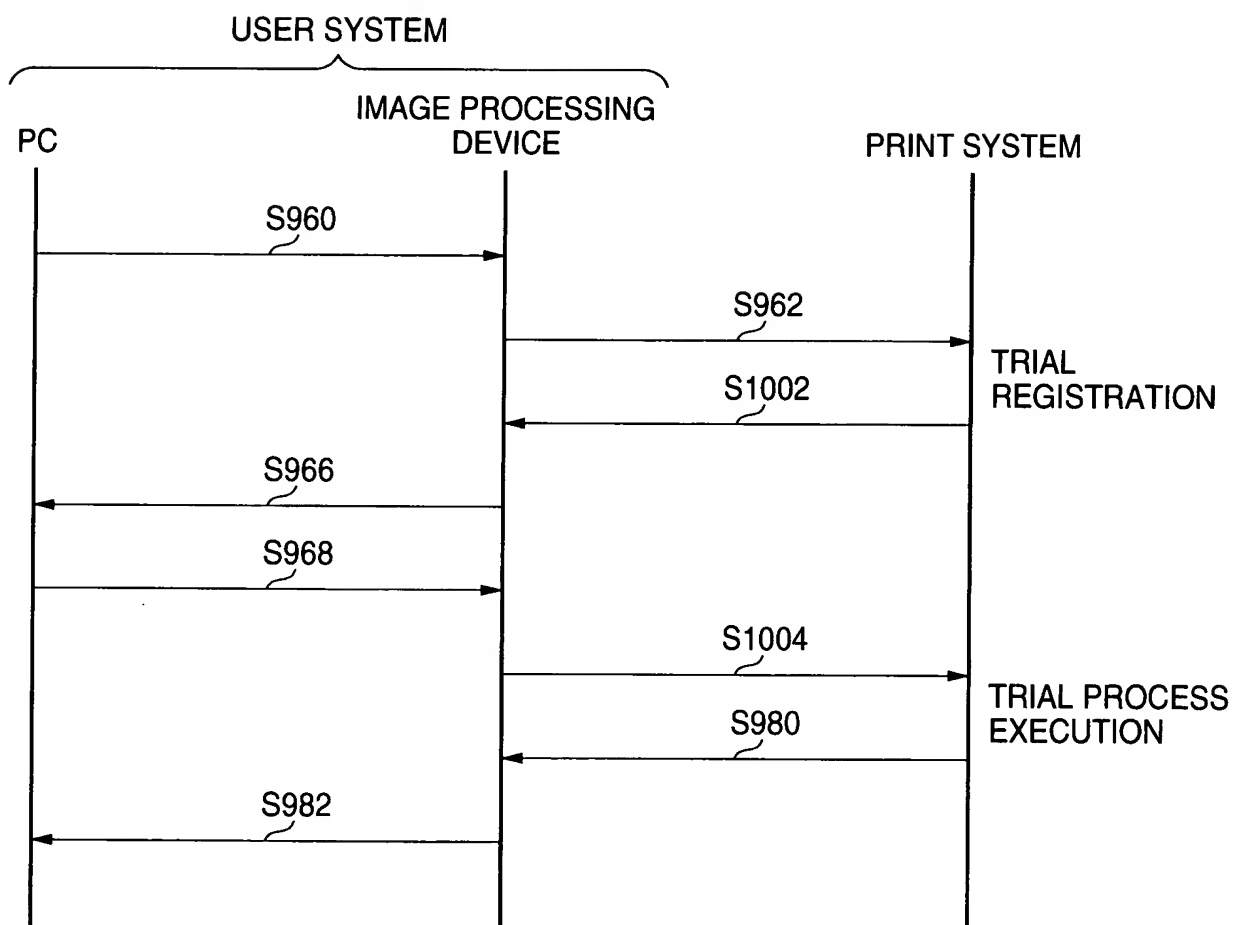 USER SYSTEM
PC
IMAGE PROCESSING
DEVICE
PRINT SYSTEM
S960
S962
TRIAL
REGISTRATION
S1002
S966
S968
S1004
TRIAL PROCESS
EXECUTION
S980
S982